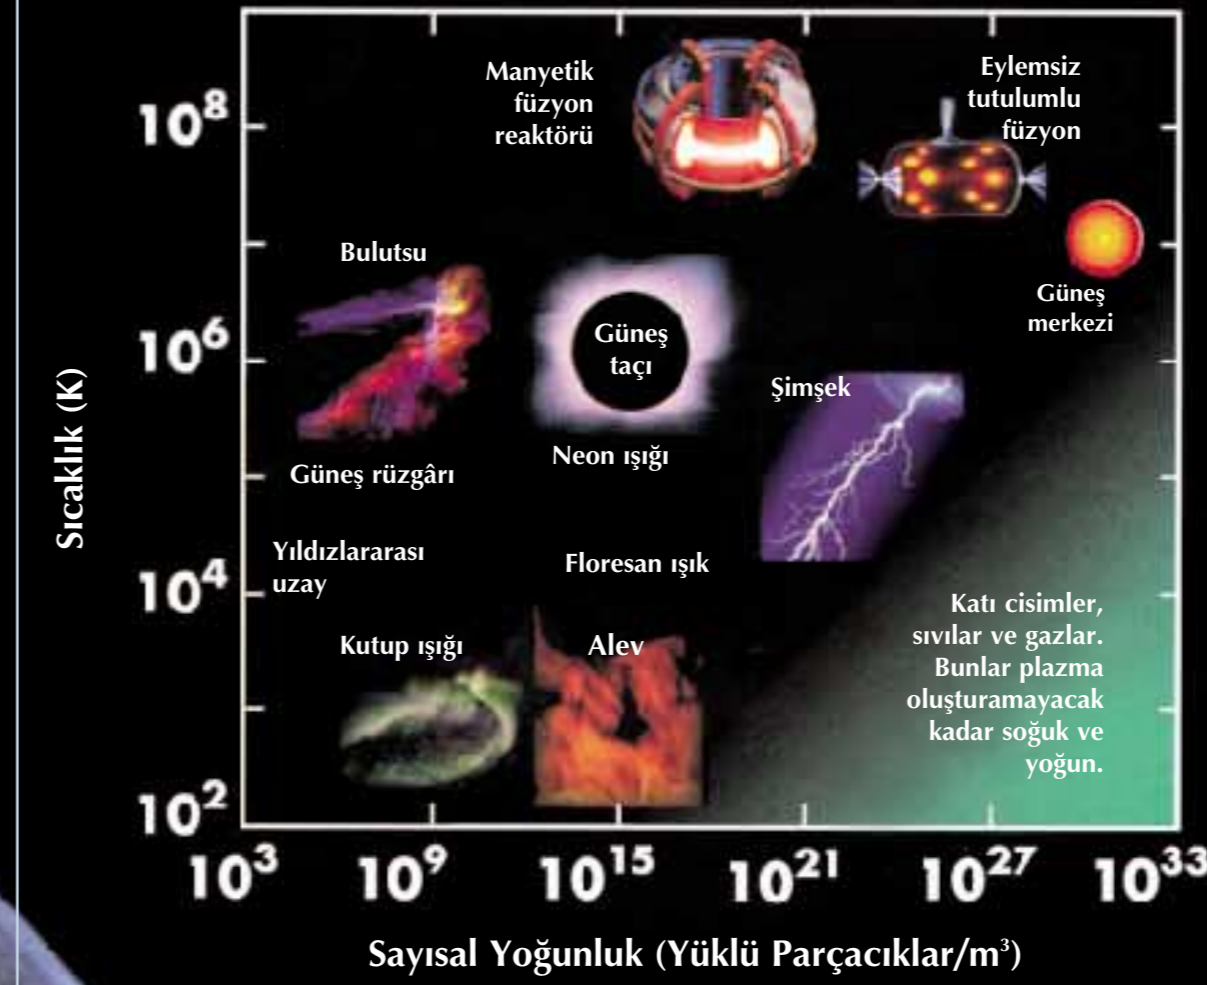 Manyetik
füzyon
reaktörü
Eylemsiz
tutulumlu
füzyon
10⁸
Bulutsu
Güneş
merkezi
10⁶
Güneş
taçı
Şimşek
Sıcaklık (K)
Güneş rüzgârı
Neon ışığı
Yıldızlararası
uzay
Floresan ışık
10⁴
Katı cisimler,
sıvılar ve gazlar.
Bunlar plazma
oluşturamayacak
kadar soğuk ve
yoğun.
Kutup ışığı
Alev
10²
10³ 10⁹ 10¹⁵ 10²¹ 10²⁷ 10³³
Sayısal Yoğunluk (Yüklü Parçacıklar/m³)